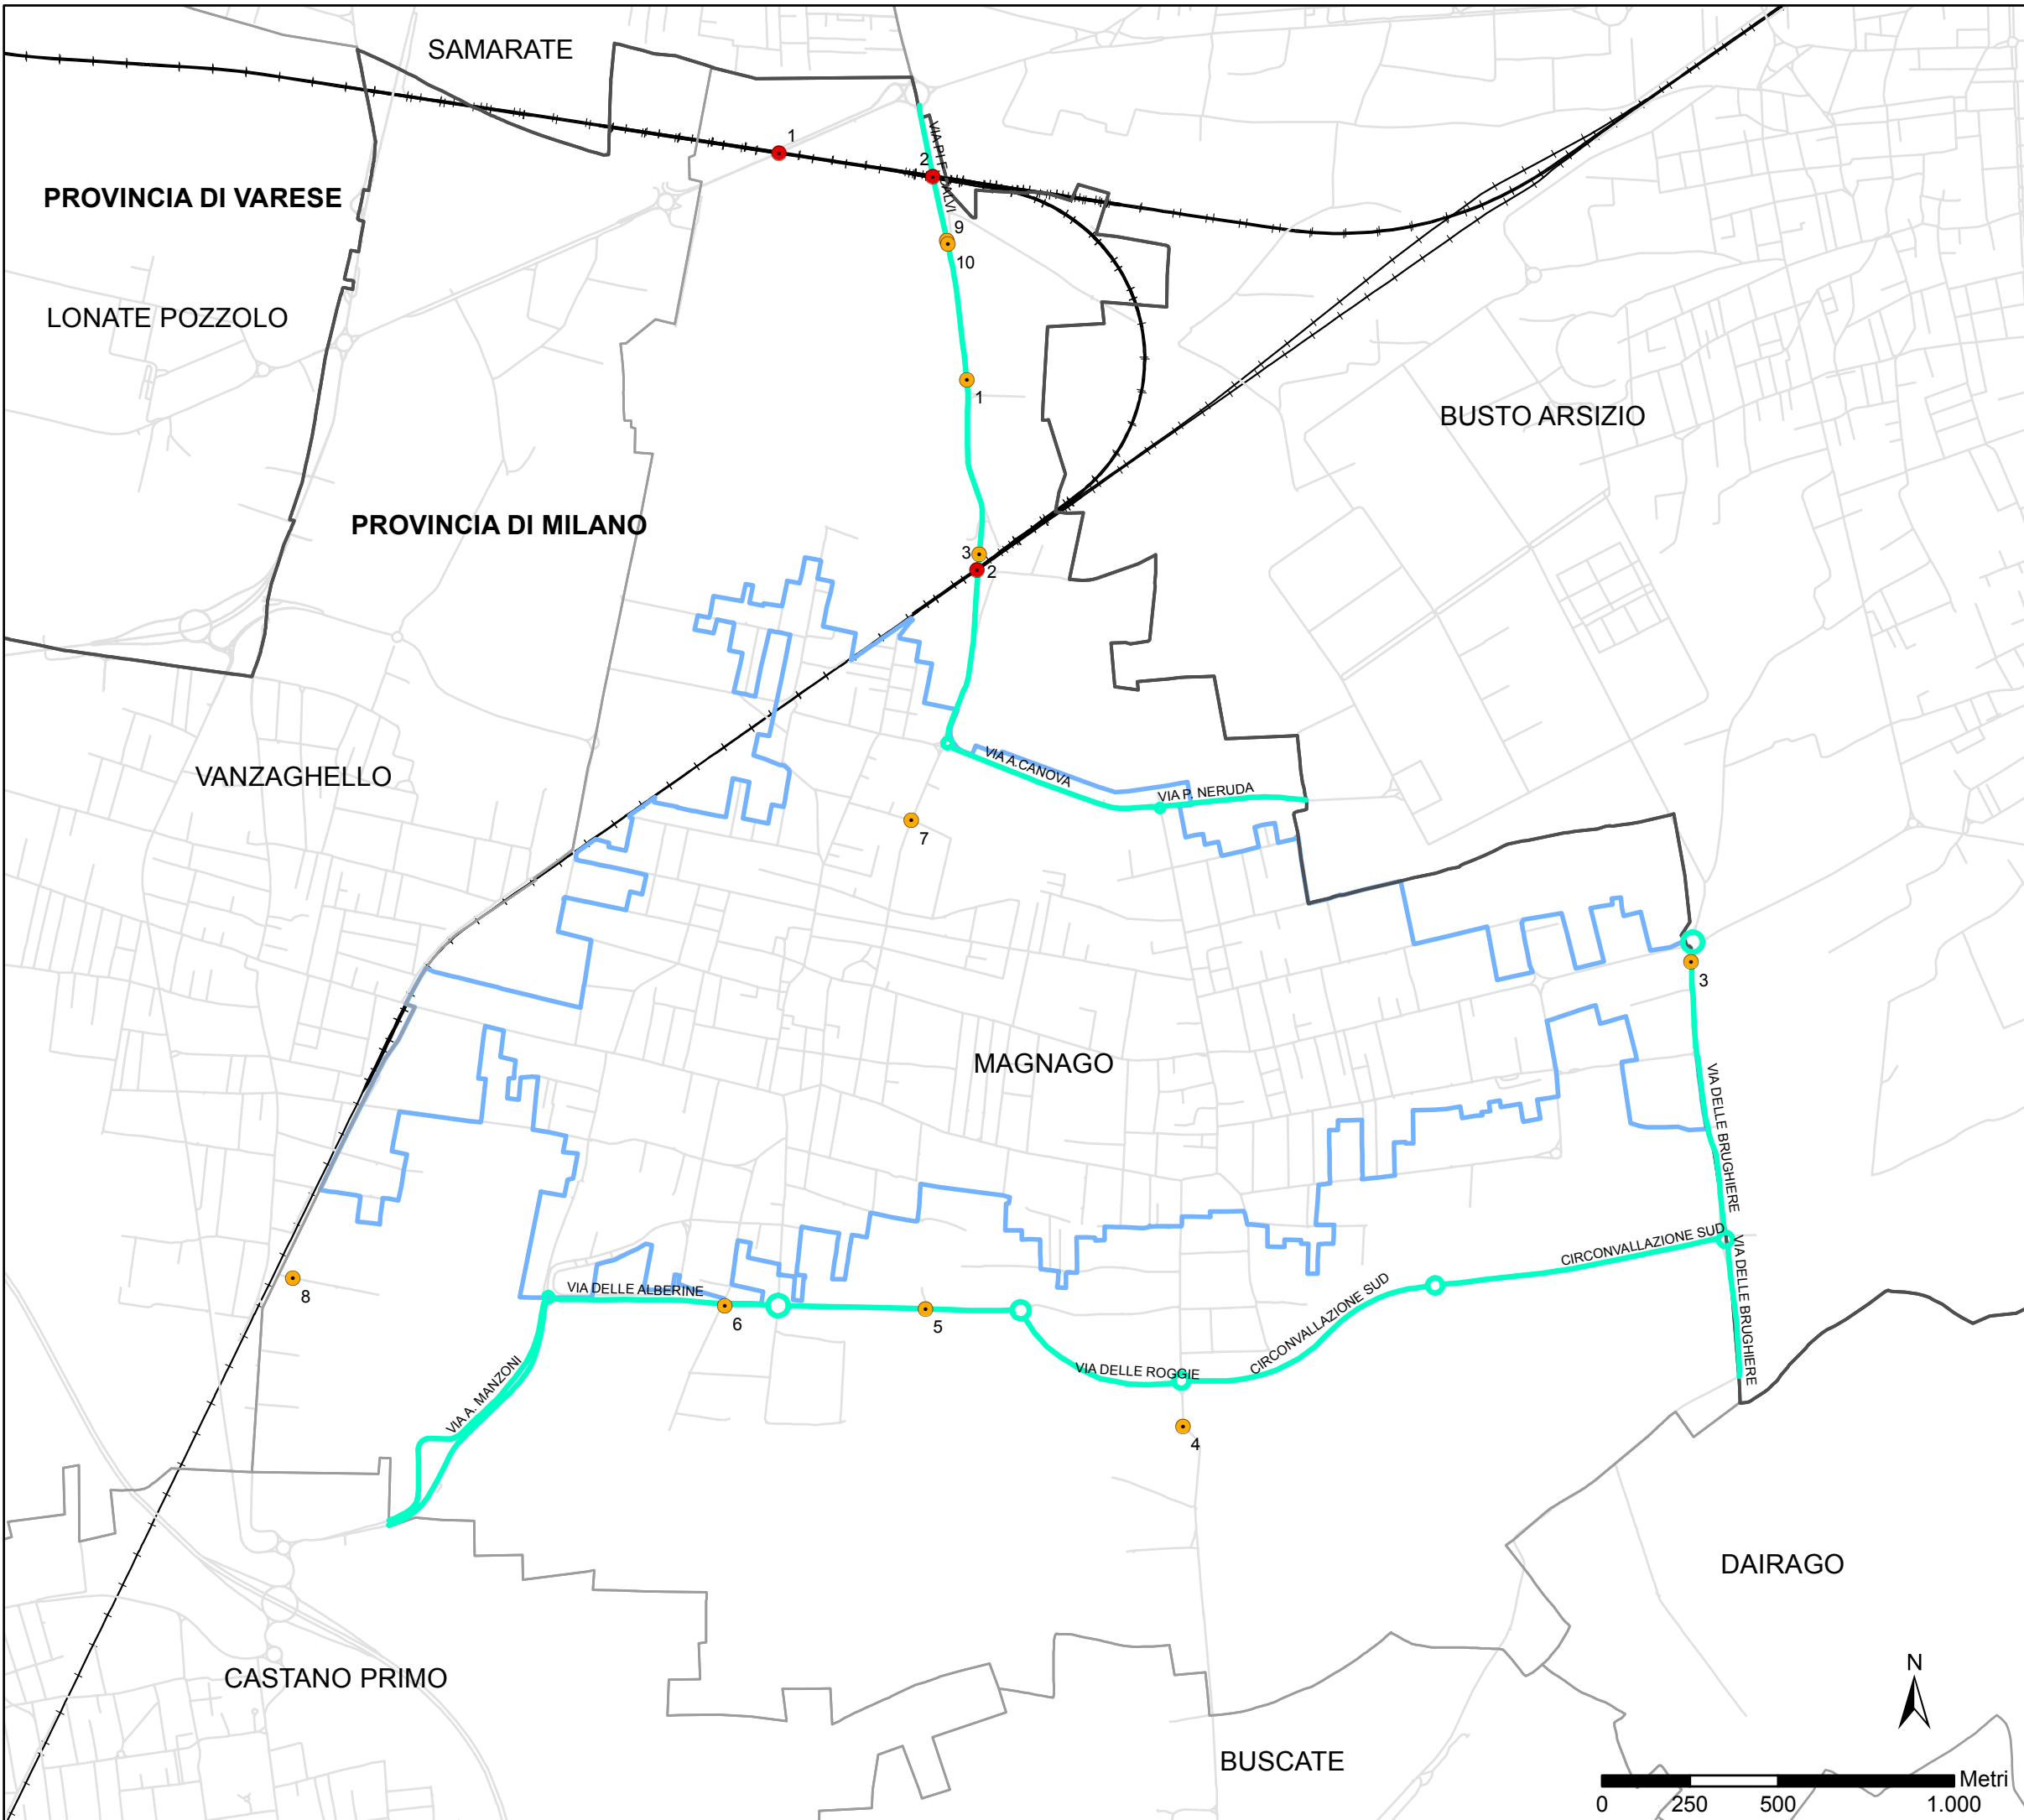 SAMARATE
1
2
PROVINCIA DI VARESE
9
10
LONATE POZZOLO
1
BUSTO ARSIZIO
PROVINCIA DI MILANO
3
2
VIA A.CANOVA
VANZAGHELLO
VIA P. NERUDA
7
3
MAGNAGO
VIA DELLE BRUGHIERE
CIRCONVALLAZIONE SUD
VIA DELLE BRUGHIERE
8
VIA DELLE ALBERINE
6
5
CIRCONVALLAZIONE SUD
VIA DELLE ROGGIE
VIA A. MANZONI
4
DAIRAGO
CASTANO PRIMO
N
BUSCATE
Metri
0 250 500 1.000